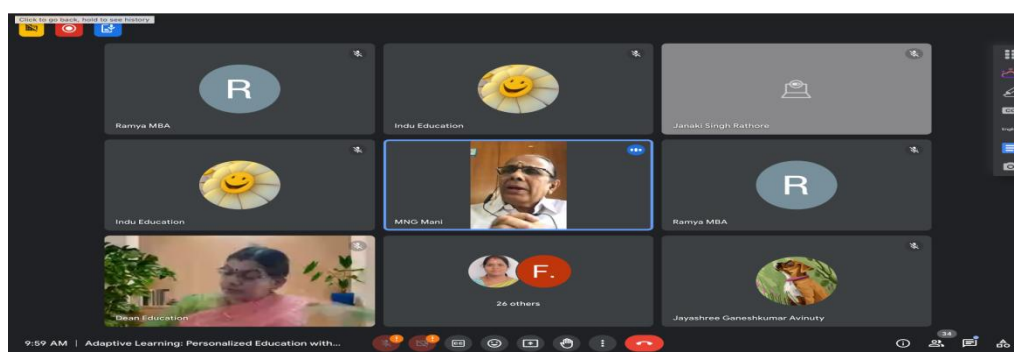 Click to go back, hold to see history
R
Ramya MBA
Indu Education
Janaki Singh Rathore
Indu Education
MNG Mani
R
Ramya MBA
Dean Education
F.
26 others
Jayashree Ganeshkumar Avinuty
9:59 AM | Adaptive Learning: Personalized Education with...
34